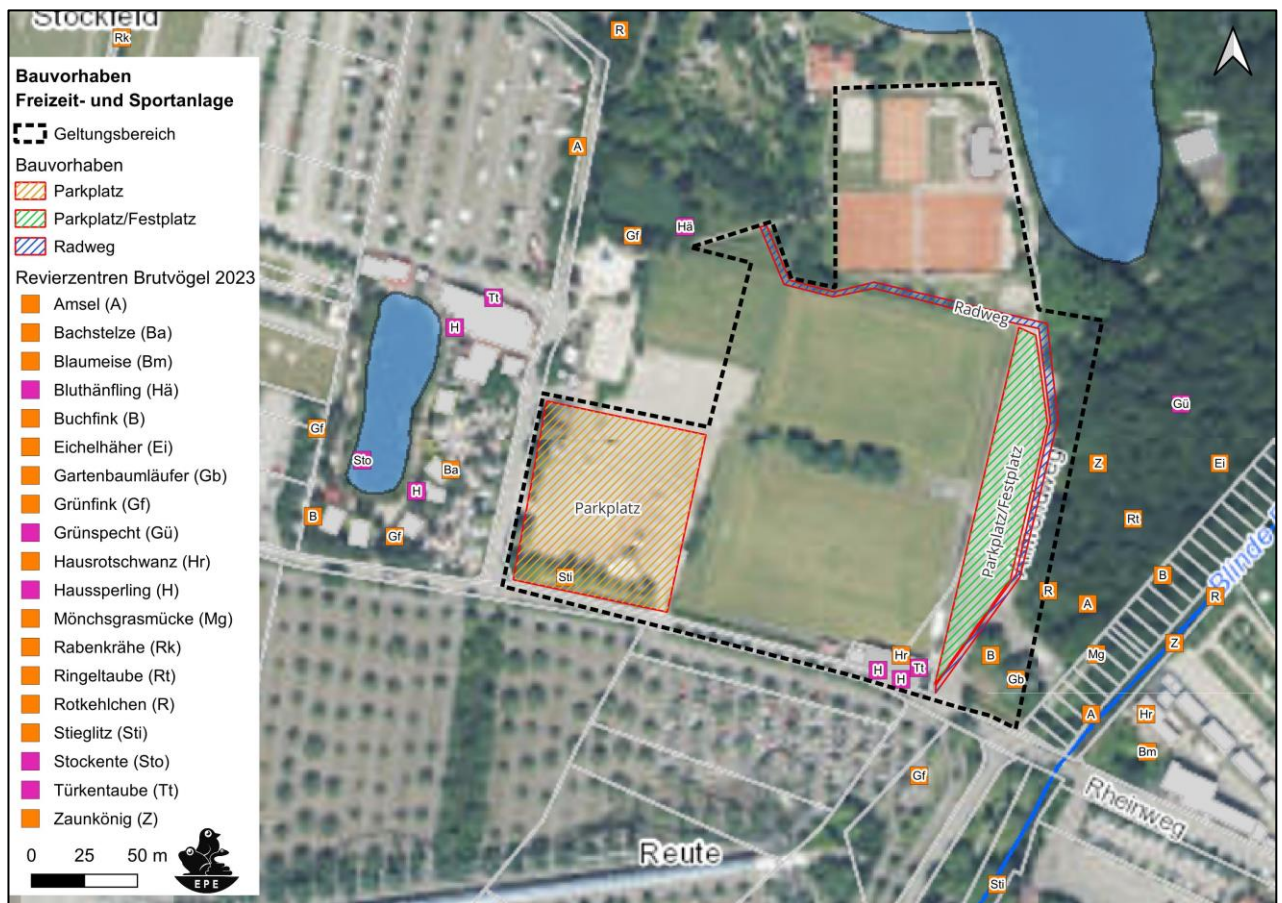 Stockfeld
Bauvorhaben
Freizeit- und Sportanlage
Geltungsbereich
Bauvorhaben
Parkplatz
Parkplatz/Festplatz
Radweg
Revierzentren Brutvögel 2023
Amsel (A)
Bachstelze (Ba)
Blaumeise (Bm)
Bluthänfling (Hä)
Buchfink (B)
Eichelhäher (Ei)
Gartenbaumläufer (Gb)
Grünfink (Gf)
Grünspecht (Gü)
Hausrotschwanz (Hr)
Haussperling (H)
Mönchsgrasmücke (Mg)
Rabenkrähe (Rk)
Ringeltaube (Rt)
Rotkehlchen (R)
Stieglitz (Sti)
Stockente (Sto)
Türkentaube (Tt)
Zaunkönig (Z)
0 25 50 m
EPE
Rk
R
A
Gf
Hä
Tt
H
Radweg
Gü
Gf
Sto
Ba
H
Z
Ei
B
Gf
Parkplatz
Parkplatz/Festplatz
Rt
Sti
B
Blinde
R
A
R
Z
Hr
B
Mg
H
H
Tt
Gb
A
Hr
Bm
Gf
Rheinweg
Reute
Sti